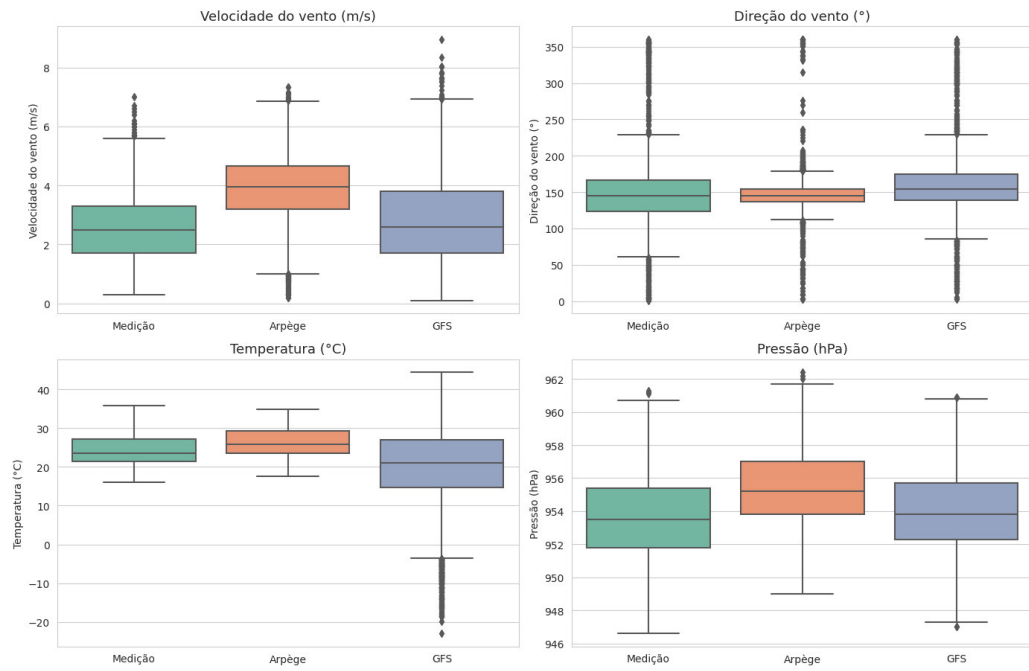 Velocidade do vento (m/s)
Velocidade do vento (m/s)
8
6
4
2
0
Medição Arpège GFS
Direção do vento (°)
Direção do vento (°)
350
300
250
200
150
100
50
0
Medição Arpège GFS
Temperatura (°C)
Temperatura (°C)
40
30
20
10
0
−10
−20
Medição Arpège GFS
Pressão (hPa)
Pressão (hPa)
962
960
958
956
954
952
950
948
946
Medição Arpège GFS